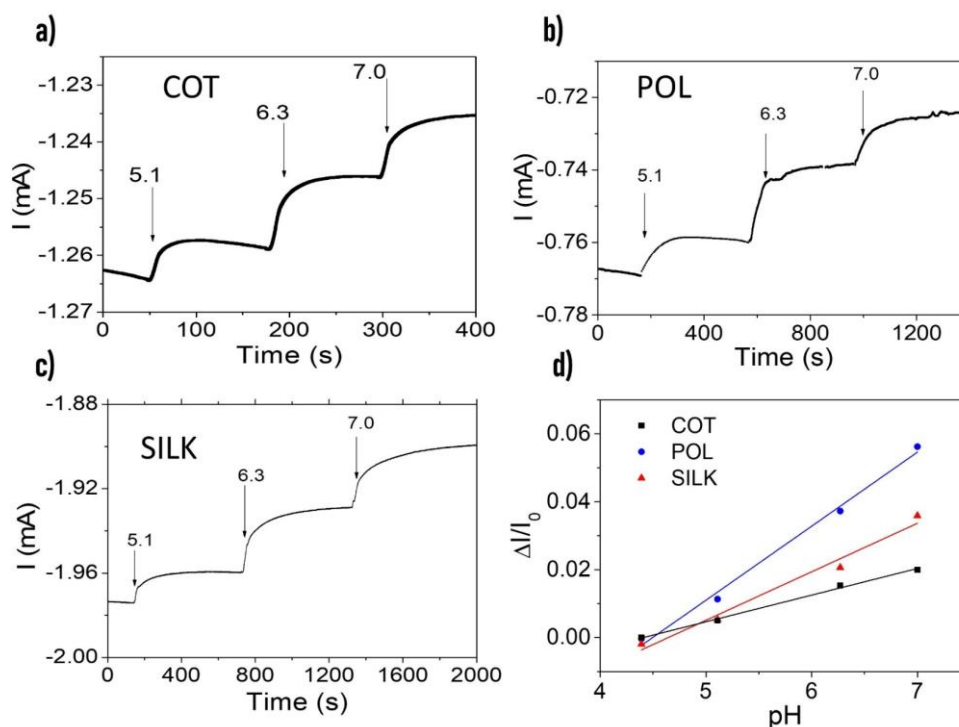 a)
COT
5.1
6.3
7.0
I (mA)
-1.23
-1.24
-1.25
-1.26
-1.27
0 100 200 300 400
Time (s)
b)
POL
5.1
6.3
7.0
I (mA)
-0.72
-0.74
-0.76
-0.78
0 400 800 1200
Time (s)
c)
SILK
5.1
6.3
7.0
I (mA)
-1.88
-1.92
-1.96
-2.00
0 400 800 1200 1600 2000
Time (s)
d)
COT
POL
SILK
ΔI/I₀
0.06
0.04
0.02
0.00
4 5 6 7
pH